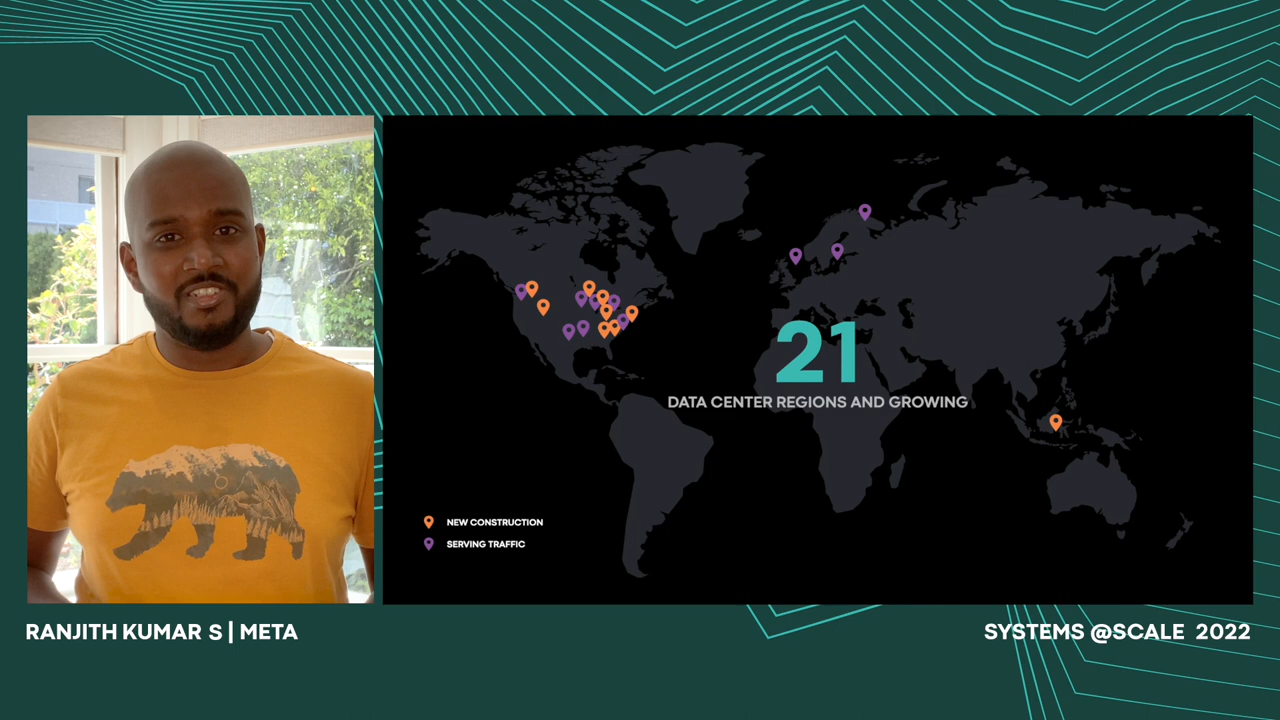 21
DATA CENTER REGIONS AND GROWING
NEW CONSTRUCTION
SERVING TRAFFIC
RANJITH KUMAR S | META
SYSTEMS @SCALE 2022